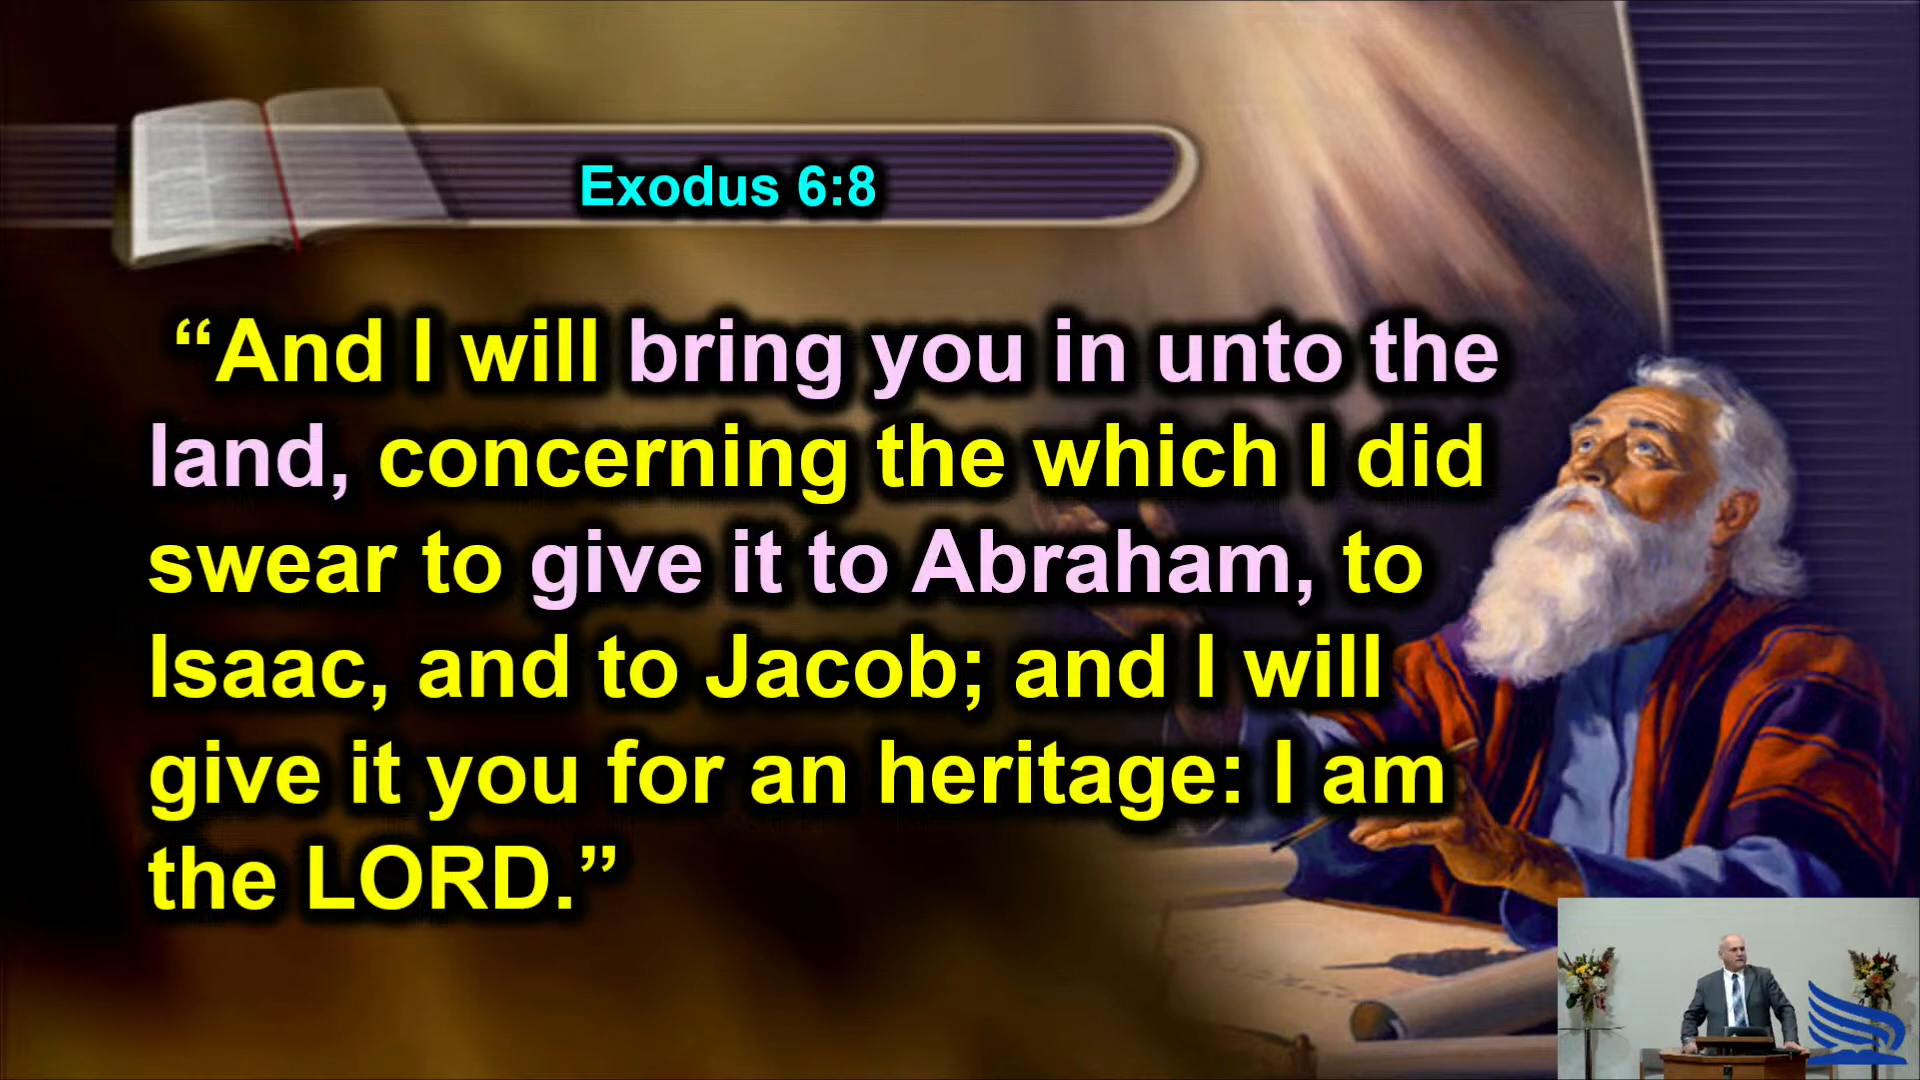 Exodus 6:8
“And I will bring you in unto the
land, concerning the which I did
swear to give it to Abraham, to
Isaac, and to Jacob; and I will
give it you for an heritage: I am
the LORD.”